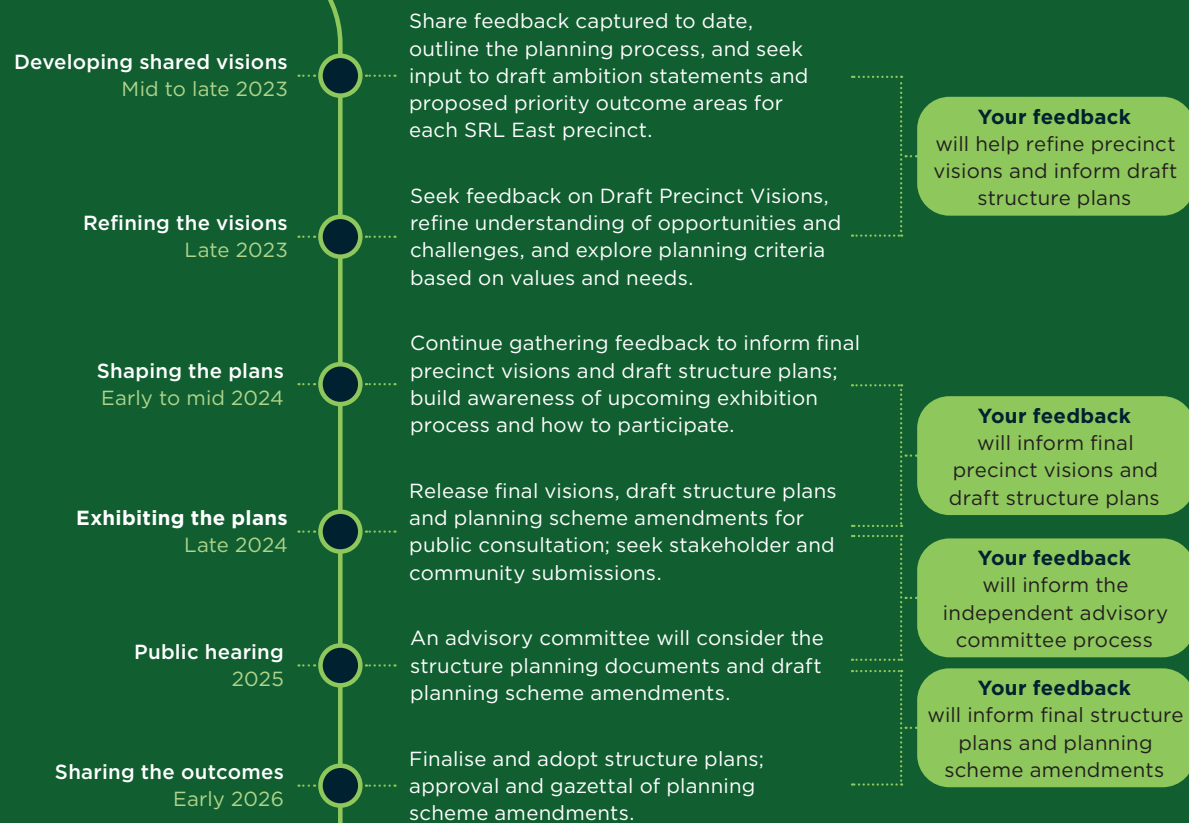 Developing shared visions
Mid to late 2023
Share feedback captured to date,
outline the planning process, and seek
input to draft ambition statements and
proposed priority outcome areas for
each SRL East precinct.
Your feedback
will help refine precinct
visions and inform draft
structure plans
Refining the visions
Late 2023
Seek feedback on Draft Precinct Visions,
refine understanding of opportunities and
challenges, and explore planning criteria
based on values and needs.
Shaping the plans
Early to mid 2024
Continue gathering feedback to inform final
precinct visions and draft structure plans;
build awareness of upcoming exhibition
process and how to participate.
Your feedback
will inform final
precinct visions and
draft structure plans
Exhibiting the plans
Late 2024
Release final visions, draft structure plans
and planning scheme amendments for
public consultation; seek stakeholder and
community submissions.
Your feedback
will inform the
independent advisory
committee process
Public hearing
2025
An advisory committee will consider the
structure planning documents and draft
planning scheme amendments.
Your feedback
will inform final structure
plans and planning
scheme amendments
Sharing the outcomes
Early 2026
Finalise and adopt structure plans;
approval and gazettal of planning
scheme amendments.